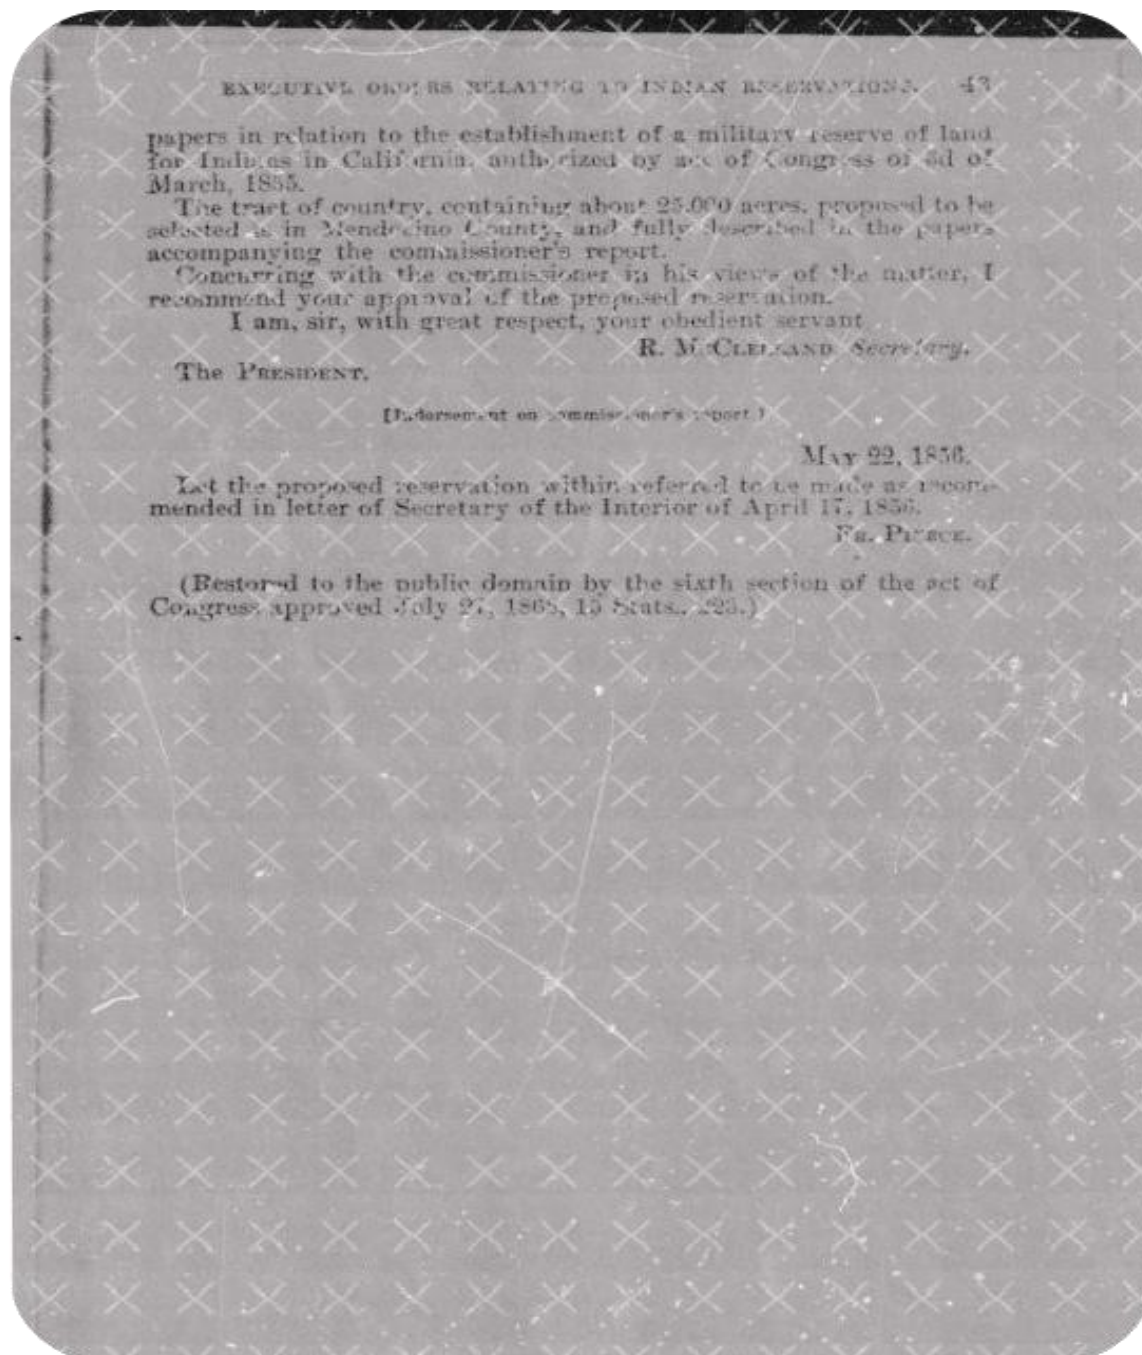 EXECUTIVE ORDERS RELATING TO INDIAN RESERVATIONS. 43
papers in relation to the establishment of a military reserve of land
for Indians in California, authorized by act of Congress of 3d of
March, 1855.
The tract of country, containing about 25,000 acres, proposed to be
selected is in Mendocino County, and fully described in the papers
accompanying the commissioner's report.
Concurring with the commissioner in his views of the matter, I
recommend your approval of the proposed reservation.
I am, sir, with great respect, your obedient servant
R. McClelland Secretary.
The President.
[Indorsement on commissioner's report.]
May 22, 1856.
Let the proposed reservation within referred to be made as recom-
mended in letter of Secretary of the Interior of April 17, 1856.
Fr. Pierce.
(Restored to the public domain by the sixth section of the act of
Congress approved July 27, 1868, 15 Stats., 223.)